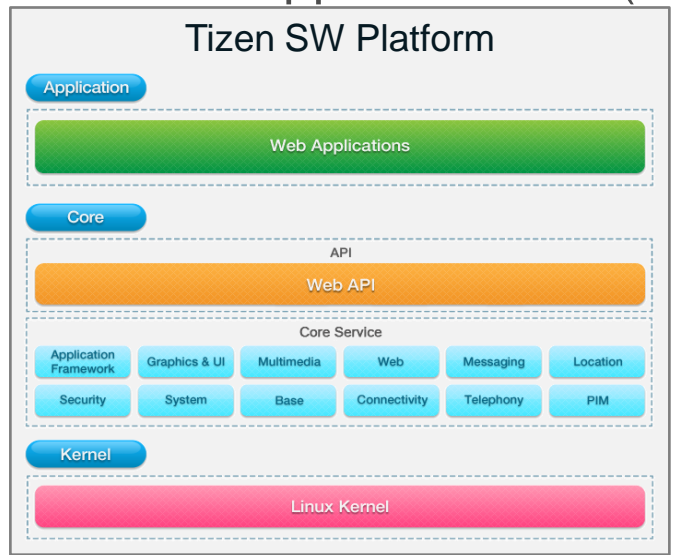 Tizen SW Platform
Application
Web Applications
Core
API
Web API
Core Service
Application Framework
Graphics & UI
Multimedia
Web
Messaging
Location
Security
System
Base
Connectivity
Telephony
PIM
Kernel
Linux Kernel